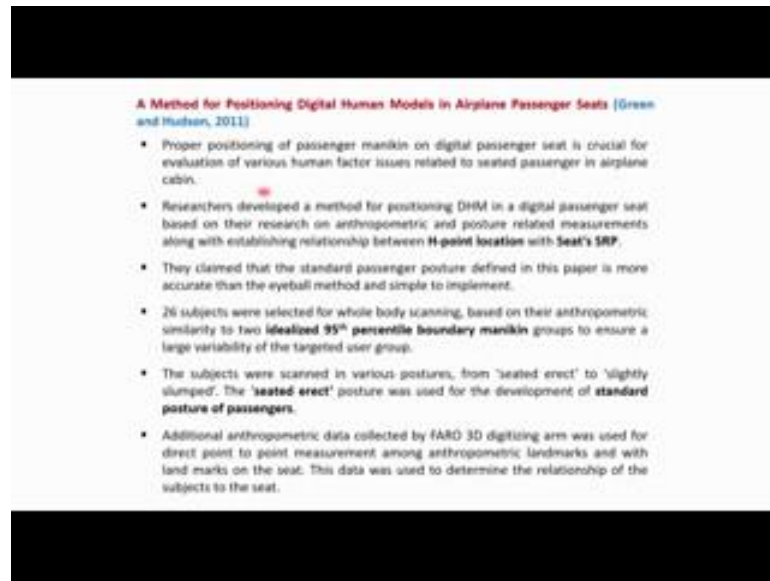 A Method for Positioning Digital Human Models in Airplane Passenger Seats (Green
and Hudson, 2011)
▪ Proper positioning of passenger manikin on digital passenger seat is crucial for
evaluation of various human factor issues related to seated passenger in airplane
cabin.
▪ Researchers developed a method for positioning DHM in a digital passenger seat
based on their research on anthropometric and posture related measurements
along with establishing relationship between H-point location with Seat's SRP.
▪ They claimed that the standard passenger posture defined in this paper is more
accurate than the eyeball method and simple to implement.
▪ 26 subjects were selected for whole body scanning, based on their anthropometric
similarity to two idealized 95th percentile boundary manikin groups to ensure a
large variability of the targeted user group.
▪ The subjects were scanned in various postures, from 'seated erect' to 'slightly
slumped'. The 'seated erect' posture was used for the development of standard
posture of passengers.
▪ Additional anthropometric data collected by FARO 3D digitizing arm was used for
direct point to point measurement among anthropometric landmarks and with
land marks on the seat. This data was used to determine the relationship of the
subjects to the seat.